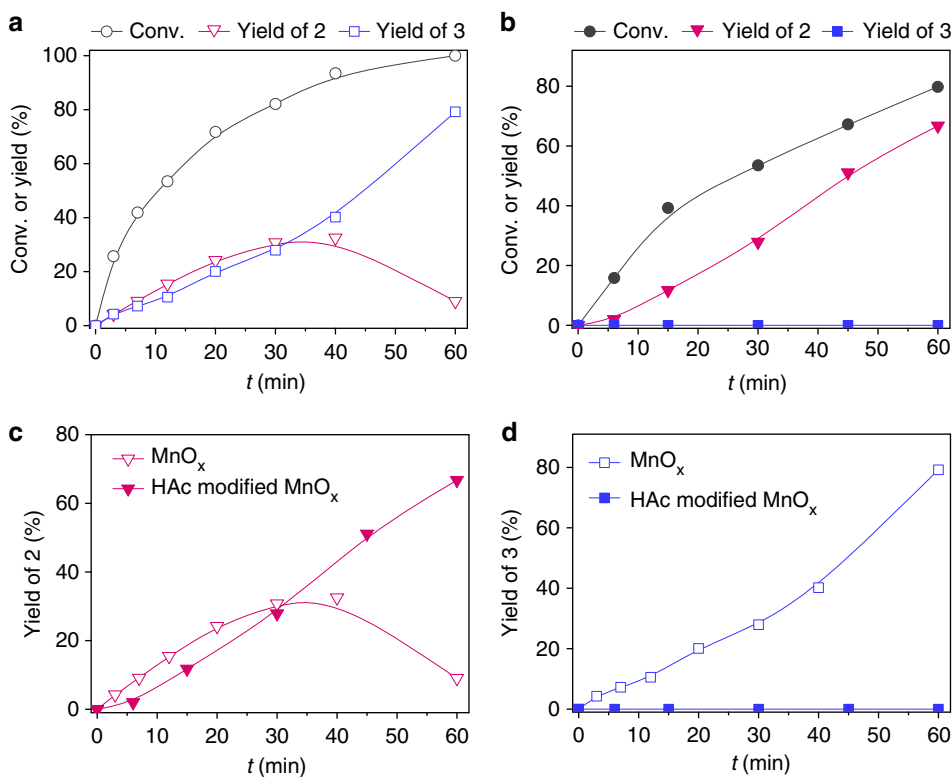 a
Conv. Yield of 2 Yield of 3
100
80
60
40
20
0
Conv. or yield (%)
0 10 20 30 40 50 60
t (min)
b
Conv. Yield of 2 Yield of 3
80
60
40
20
0
Conv. or yield (%)
0 10 20 30 40 50 60
t (min)
c
MnOx
HAc modified MnOx
80
60
40
20
0
Yield of 2 (%)
0 10 20 30 40 50 60
t (min)
d
MnOx
HAc modified MnOx
80
60
40
20
0
Yield of 3 (%)
0 10 20 30 40 50 60
t (min)